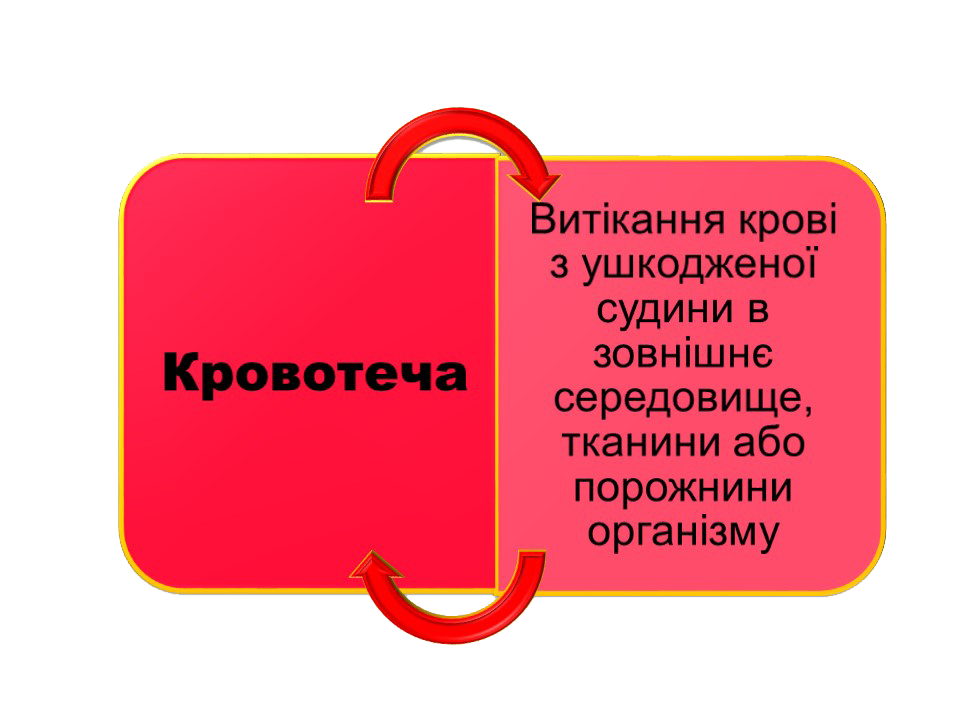 Кровотеча
Витікання крові
з ушкодженої
судини в
зовнішнє
середовище,
тканини або
порожнини
організму